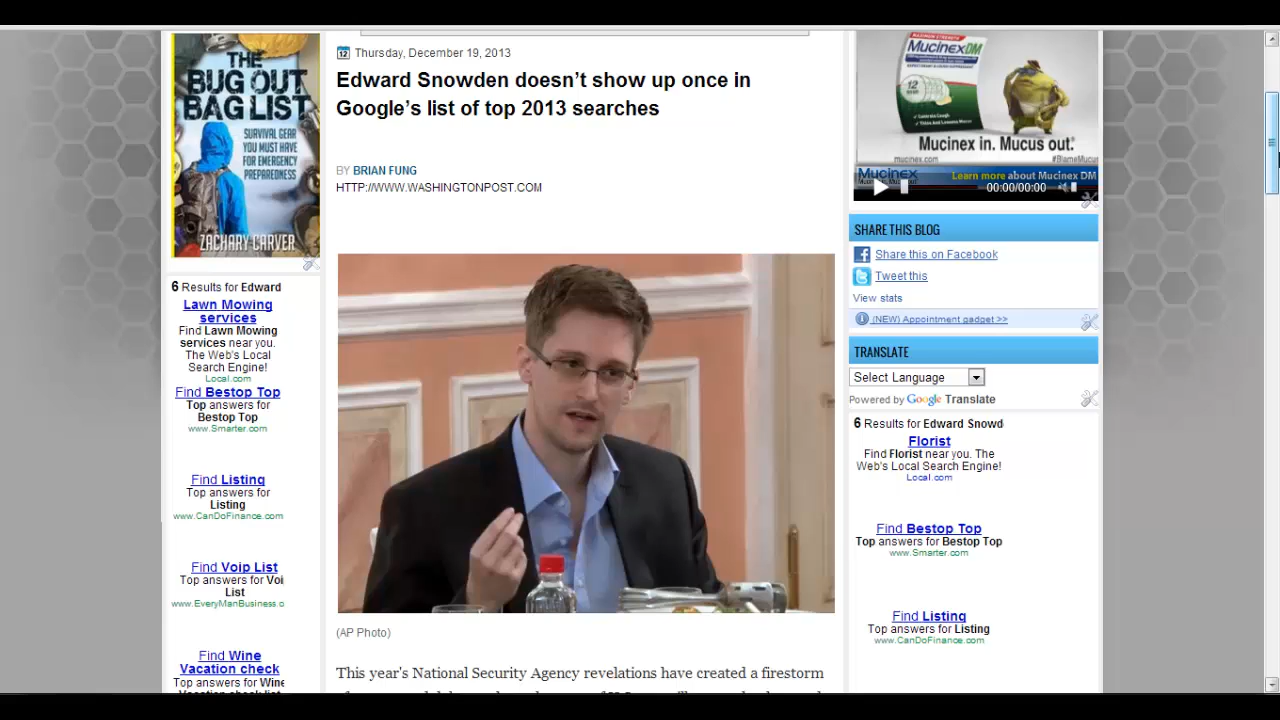 THE
BUG OUT
BAG LIST
SURVIVAL GEAR
YOU MUST HAVE
FOR EMERGENCY
PREPAREDNESS
ZACHARY CARVER
6 Results for Edward
Lawn Mowing
services
Find Lawn Mowing
services near you.
The Web's Local
Search Engine!
Local.com
Find Bestop Top
Top answers for
Bestop Top
www.Smarter.com
Find Listing
Top answers for
Listing
www.CanDoFinance.com
Find Voip List
Top answers for Voi
List
www.EveryManBusiness.c
Find Wine
Vacation check
Top answers for Wine
12 Thursday, December 19, 2013
Edward Snowden doesn’t show up once in
Google’s list of top 2013 searches
BY BRIAN FUNG
HTTP://WWW.WASHINGTONPOST.COM
(AP Photo)
This year's National Security Agency revelations have created a firestorm
Mucinex DM
12
HOUR
Mucinex in. Mucus out.
mucinex.com
#BlameMucus
Mucinex
Learn more about Mucinex DM
00:00/00:00
SHARE THIS BLOG
Share this on Facebook
Tweet this
View stats
(NEW) Appointment gadget >>
TRANSLATE
Select Language
Powered by Google Translate
6 Results for Edward Snowd
Florist
Find Florist near you. The
Web's Local Search Engine!
Local.com
Find Bestop Top
Top answers for Bestop Top
www.Smarter.com
Find Listing
Top answers for Listing
www.CanDoFinance.com